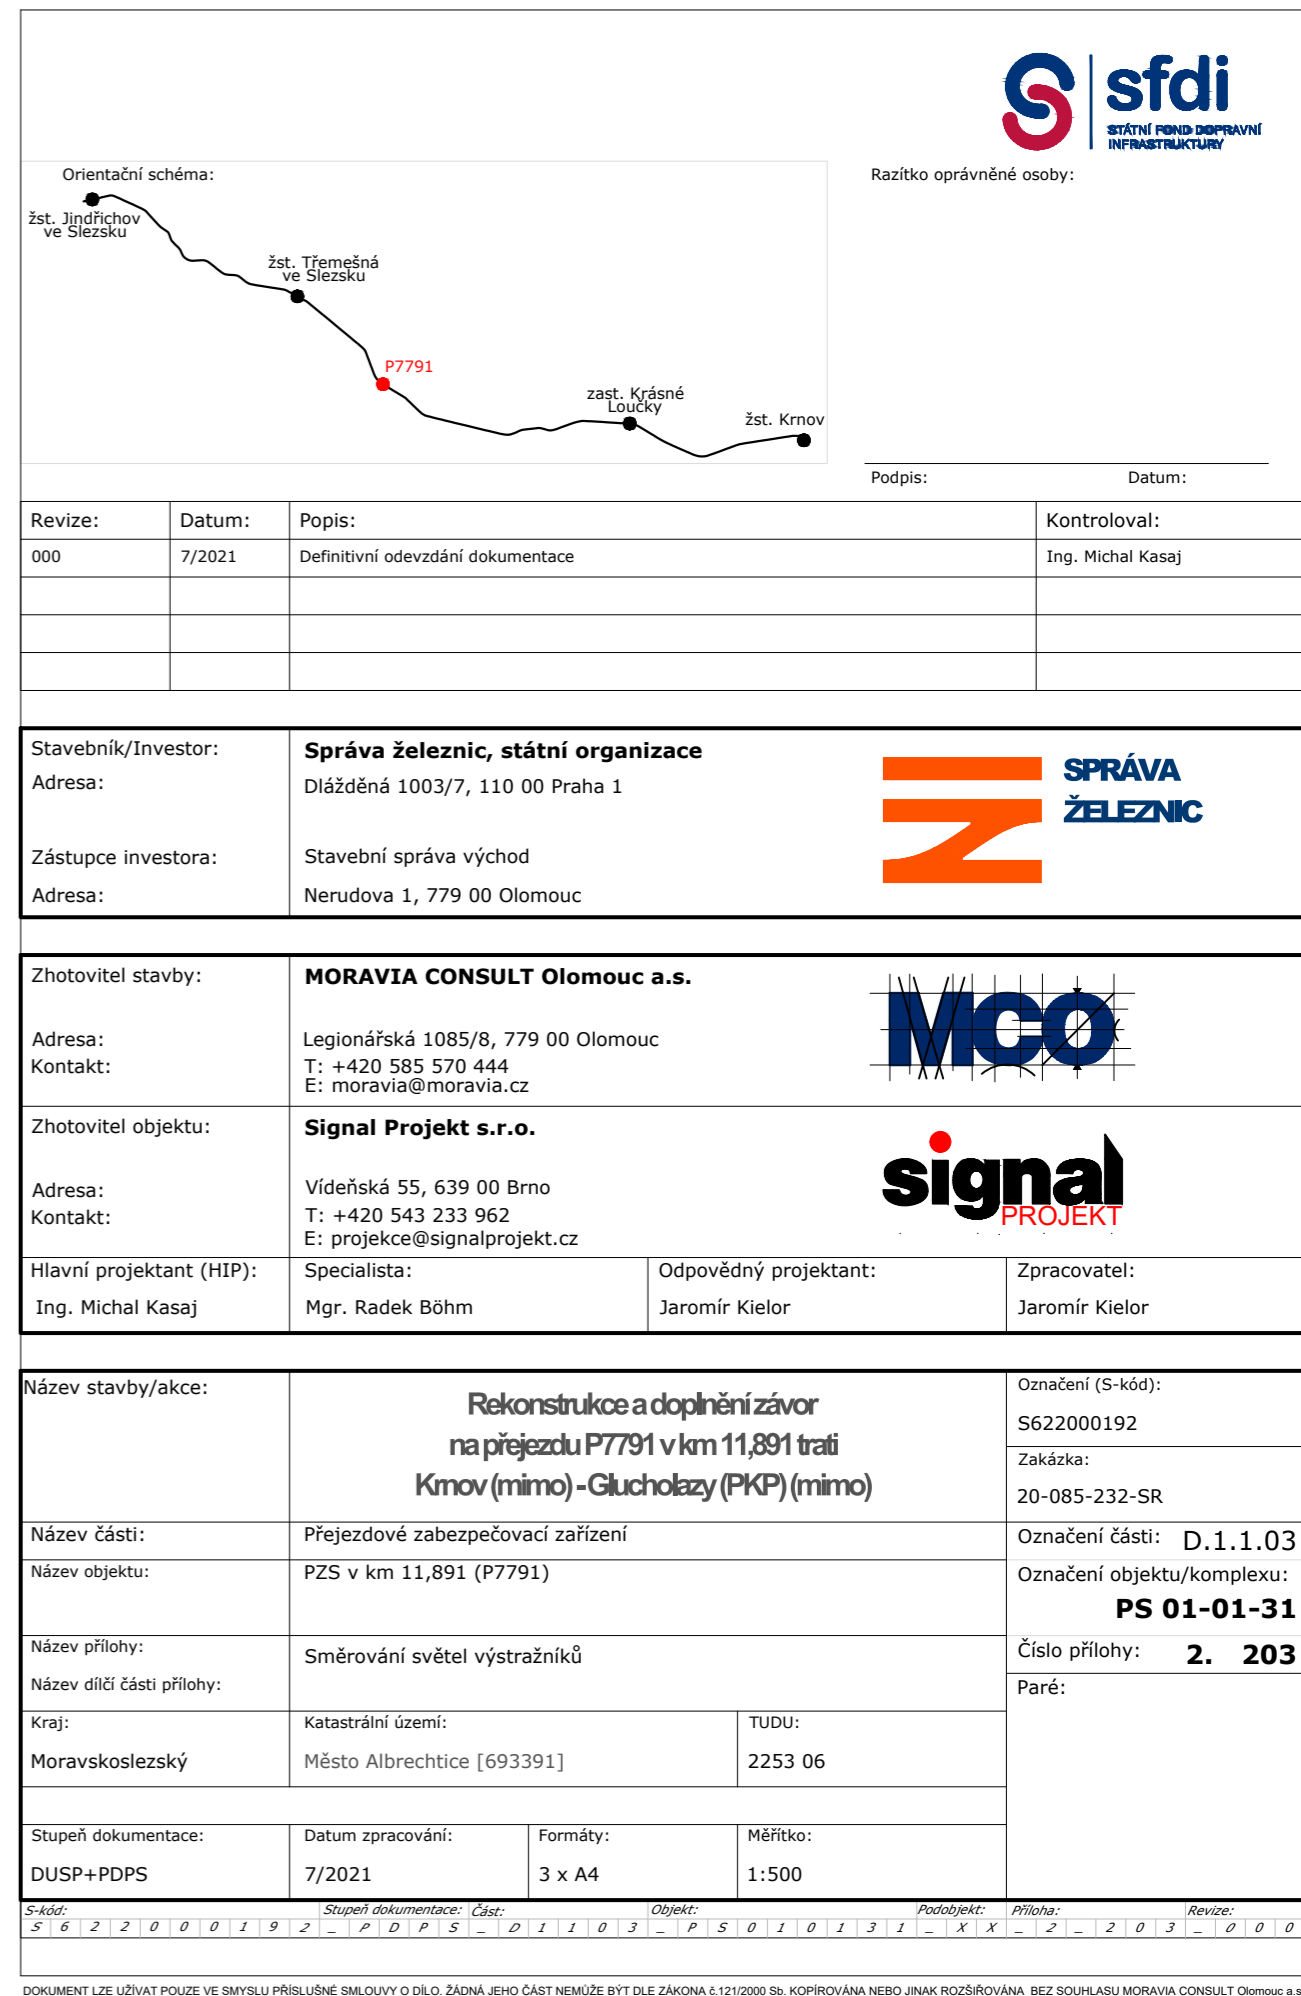 sfdi
STÁTNÍ FOND DOPRAVNÍ
INFRASTRUKTURY
Orientační schéma:
Razítko oprávněné osoby:
žst. Jindřichov
ve Slezsku
žst. Třemešná
ve Slezsku
P7791
zast. Krásné
Loučky
žst. Krnov
Podpis: Datum:
Revize: Datum: Popis: Kontroloval:
000 7/2021 Definitivní odevzdání dokumentace Ing. Michal Kasaj
Stavebník/Investor: Správa železnic, státní organizace
Adresa: Dlážděná 1003/7, 110 00 Praha 1
SPRÁVA
ŽELEZNIC
Zástupce investora: Stavební správa východ
Adresa: Nerudova 1, 779 00 Olomouc
Zhotovitel stavby: MORAVIA CONSULT Olomouc a.s.
MCO
Adresa: Legionářská 1085/8, 779 00 Olomouc
Kontakt: T: +420 585 570 444
E: moravia@moravia.cz
Zhotovitel objektu: Signal Projekt s.r.o.
signal
PROJEKT
Adresa: Vídeňská 55, 639 00 Brno
Kontakt: T: +420 543 233 962
E: projekce@signalprojekt.cz
Hlavní projektant (HIP): Specialista: Odpovědný projektant: Zpracovatel:
Ing. Michal Kasaj Mgr. Radek Böhm Jaromír Kielor Jaromír Kielor
Název stavby/akce:
Rekonstrukce a doplnění závor
na přejezdu P7791 v km 11,891 trati
Krnov (mimo) - Glucholazy (PKP) (mimo)
Označení (S-kód):
S622000192
Zakázka:
20-085-232-SR
Název části: Přejezdové zabezpečovací zařízení
Označení části: D.1.1.03
Název objektu: PZS v km 11,891 (P7791)
Označení objektu/komplexu:
PS 01-01-31
Název přílohy: Směrování světel výstražníků
Číslo přílohy: 2. 203
Název dílčí části přílohy:
Paré:
Kraj: Katastrální území: TUDU:
Moravskoslezský Město Albrechtice [693391] 2253 06
Stupeň dokumentace: Datum zpracování: Formáty: Měřítko:
DUSP+PDPS 7/2021 3 x A4 1:500
S-kód: Stupeň dokumentace: Část: Objekt: Podobjekt: Příloha: Revize:
S 6 2 2 0 0 0 1 9 2 _ P D P S _ D 1 1 0 3 _ P S 0 1 0 1 3 1 _ X X _ 2 _ 2 0 3 _ 0 0 0
DOKUMENT LZE UŽÍVAT POUZE VE SMYSLU PŘÍSLUŠNÉ SMLOUVY O DÍLO. ŽÁDNÁ JEHO ČÁST NEMŮŽE BÝT DLE ZÁKONA č.121/2000 Sb. KOPÍROVÁNA NEBO JINAK ROZŠIŘOVÁNA BEZ SOUHLASU MORAVIA CONSULT Olomouc a.s